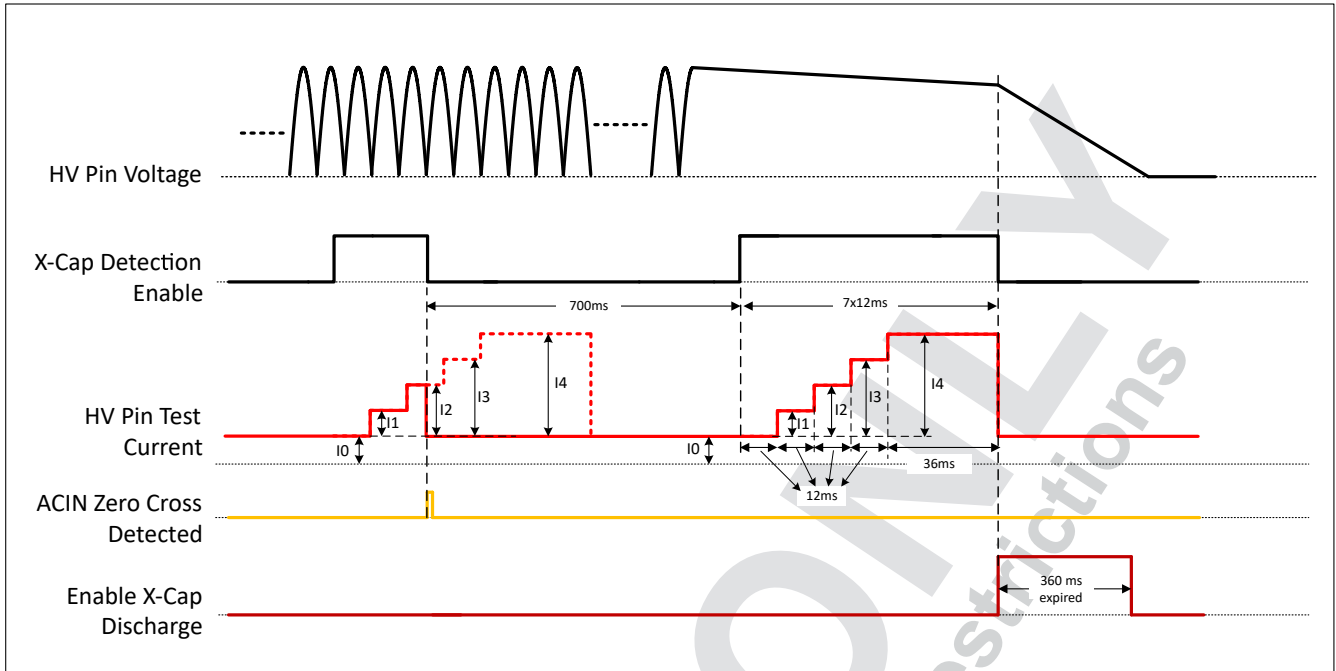 HV Pin Voltage
X-Cap Detection
Enable
700ms
7x12ms
HV Pin Test
Current
I0
I1
I2
I3
I4
I0
I1
I2
I3
I4
36ms
12ms
ACIN Zero Cross
Detected
Enable X-Cap
Discharge
360 ms
expired
ONLY
strictions